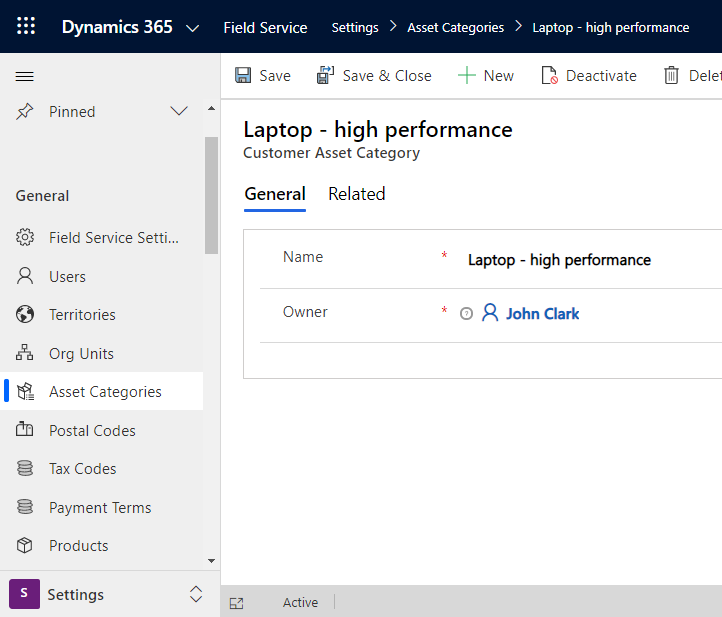 Dynamics 365 Field Service Settings Asset Categories Laptop - high performance
Save Save & Close New Deactivate Delet
Pinned
General
Field Service Setti...
Users
Territories
Org Units
Asset Categories
Postal Codes
Tax Codes
Payment Terms
Products
S Settings
Laptop - high performance
Customer Asset Category
General Related
Name * Laptop - high performance
Owner * ? John Clark
Active